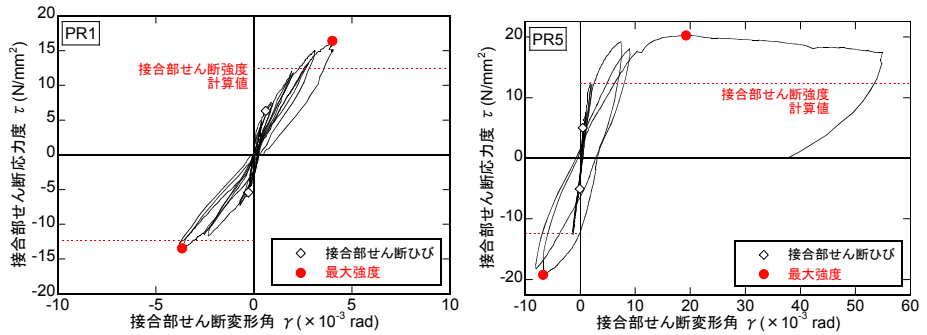 PR1
接合部せん断応力度 τ (N/mm²)
20
15
10
5
0
-5
-10
-15
-20
接合部せん断強度
計算値
接合部せん断ひび
最大強度
-10
-5
0
5
10
接合部せん断変形角 γ (×10⁻³ rad)
PR5
接合部せん断応力度 τ (N/mm²)
20
10
0
-10
-20
接合部せん断強度
計算値
接合部せん断ひび
最大強度
-10
0
10
20
30
40
50
60
接合部せん断変形角 γ (×10⁻³ rad)